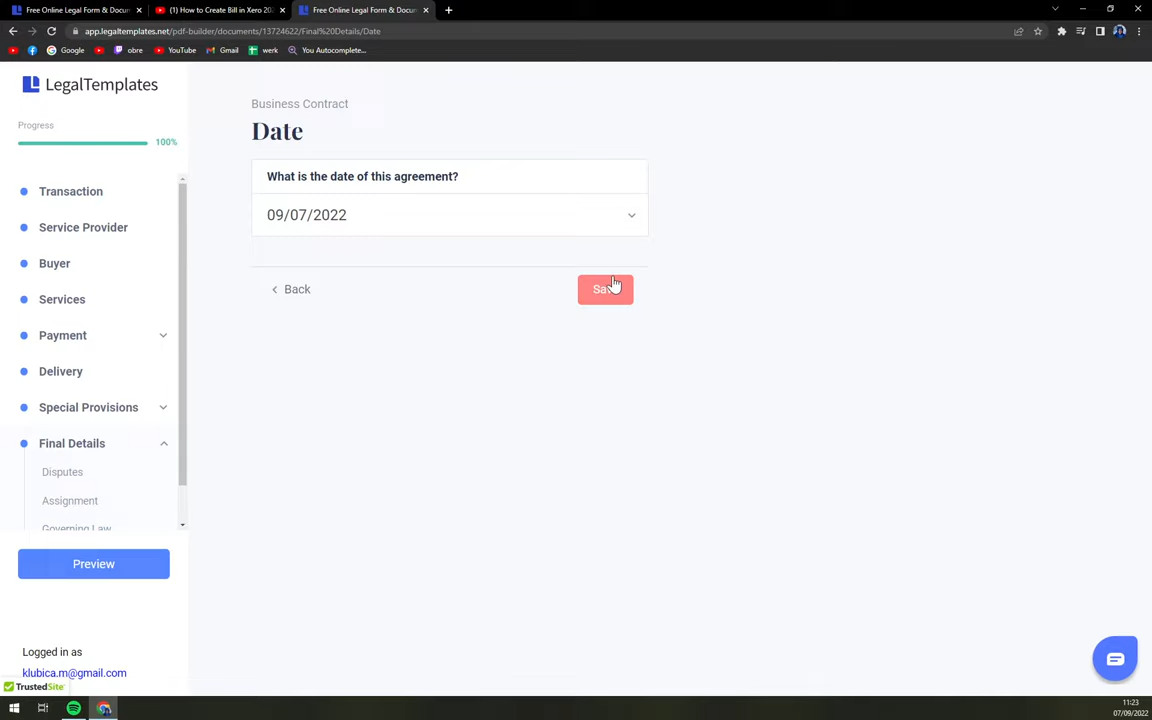 Free Online Legal Form & Docum
(1) How to Create Bill in Xero 202
Free Online Legal Form & Docum
app.legaltemplates.net/pdf-builder/documents/13724622/Final%20Details/Date
Google
obre
YouTube
Gmail
werk
You Autocomplete...
LegalTemplates
Progress
100%
Transaction
Service Provider
Buyer
Services
Payment
Delivery
Special Provisions
Final Details
Disputes
Assignment
Governing Law
Preview
Logged in as
klubica.m@gmail.com
TrustedSite
Business Contract
Date
What is the date of this agreement?
09/07/2022
Back
11:23
07/09/2022